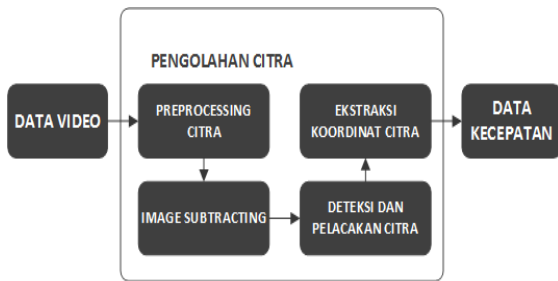 PENGOLAHAN CITRA
DATA VIDEO
PREPROCESSING
CITRA
IMAGE SUBTRACTING
DETEKSI DAN
PELACAKAN CITRA
EKSTRAKSI
KOORDINAT CITRA
DATA
KECEPATAN